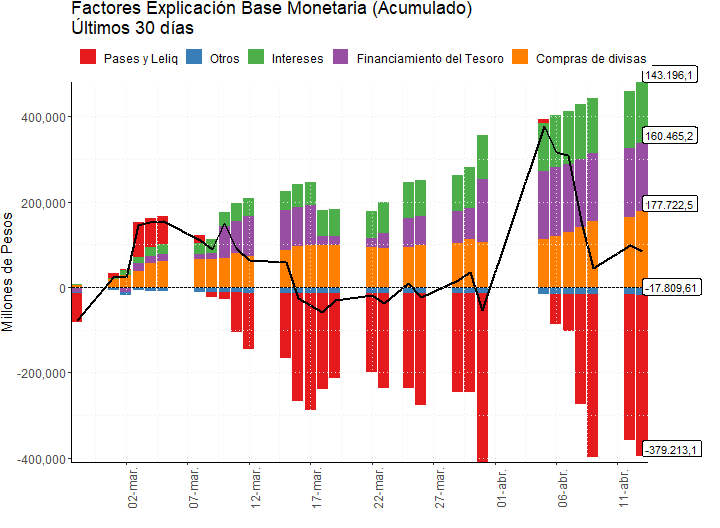 Factores Explicación Base Monetaria (Acumulado)
Últimos 30 días
Pases y Leliq Otros Intereses Financiamiento del Tesoro Compras de divisas
Millones de Pesos
400,000
200,000
0
-200,000
-400,000
143.196,1
160.465,2
177.722,5
-17.809,61
-379.213,1
02-mar.
07-mar.
12-mar.
17-mar.
22-mar.
27-mar.
01-abr.
06-abr.
11-abr.